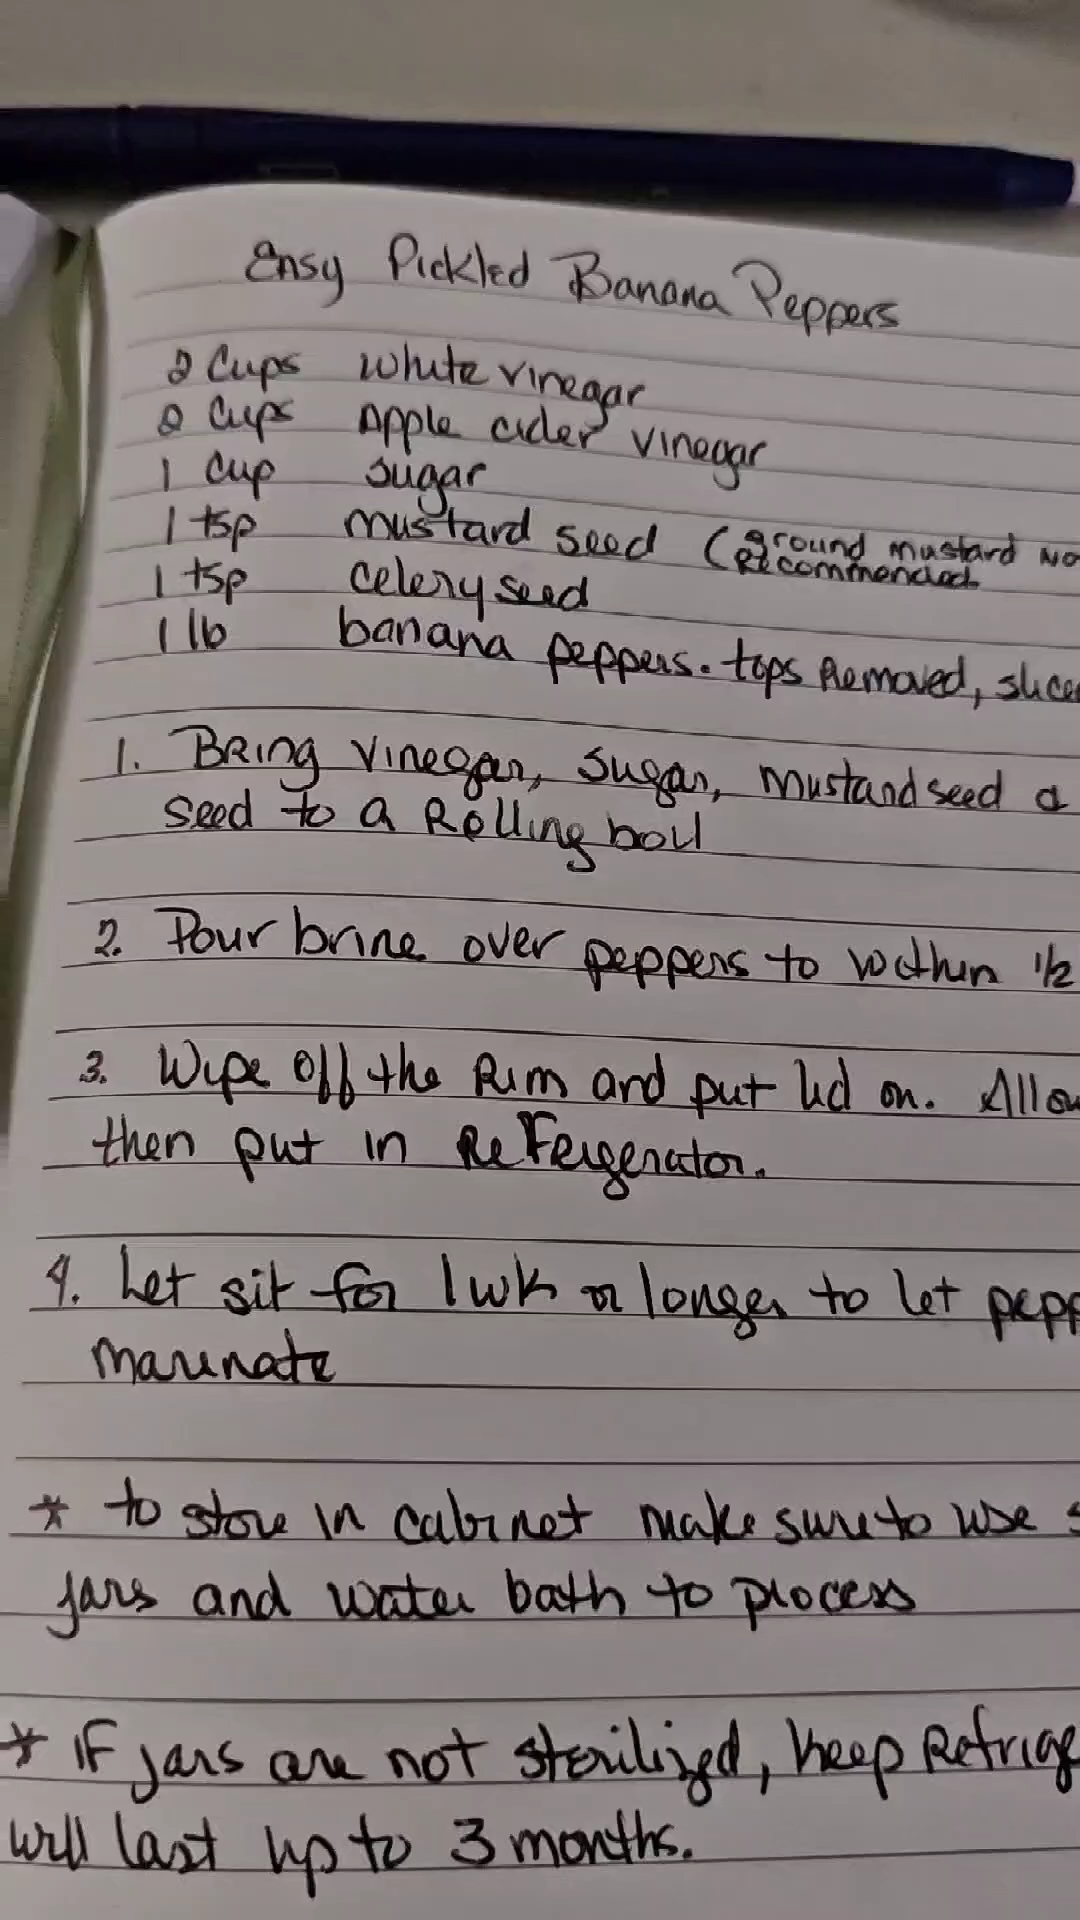 Easy Pickled Banana Peppers
2 Cups white vinegar
2 Cups Apple cider vinegar
1 Cup sugar
1 tsp mustard seed (ground mustard
Recommended
1 tsp celery seed
1 lb banana peppers. tops Removed,
1. Bring vinegar, sugar, mustard seed
seed to a Rolling boil
2. Pour brine over peppers to within 1/2
3. Wipe off the Rim and put lid on.
then put in Refrigerator.
4. Let sit for 1 wk or longer to let
marinate
* to store in cabinet make sure to use
jars and water bath to process
* if jars are not sterilized, keep
will last up to 3 months.